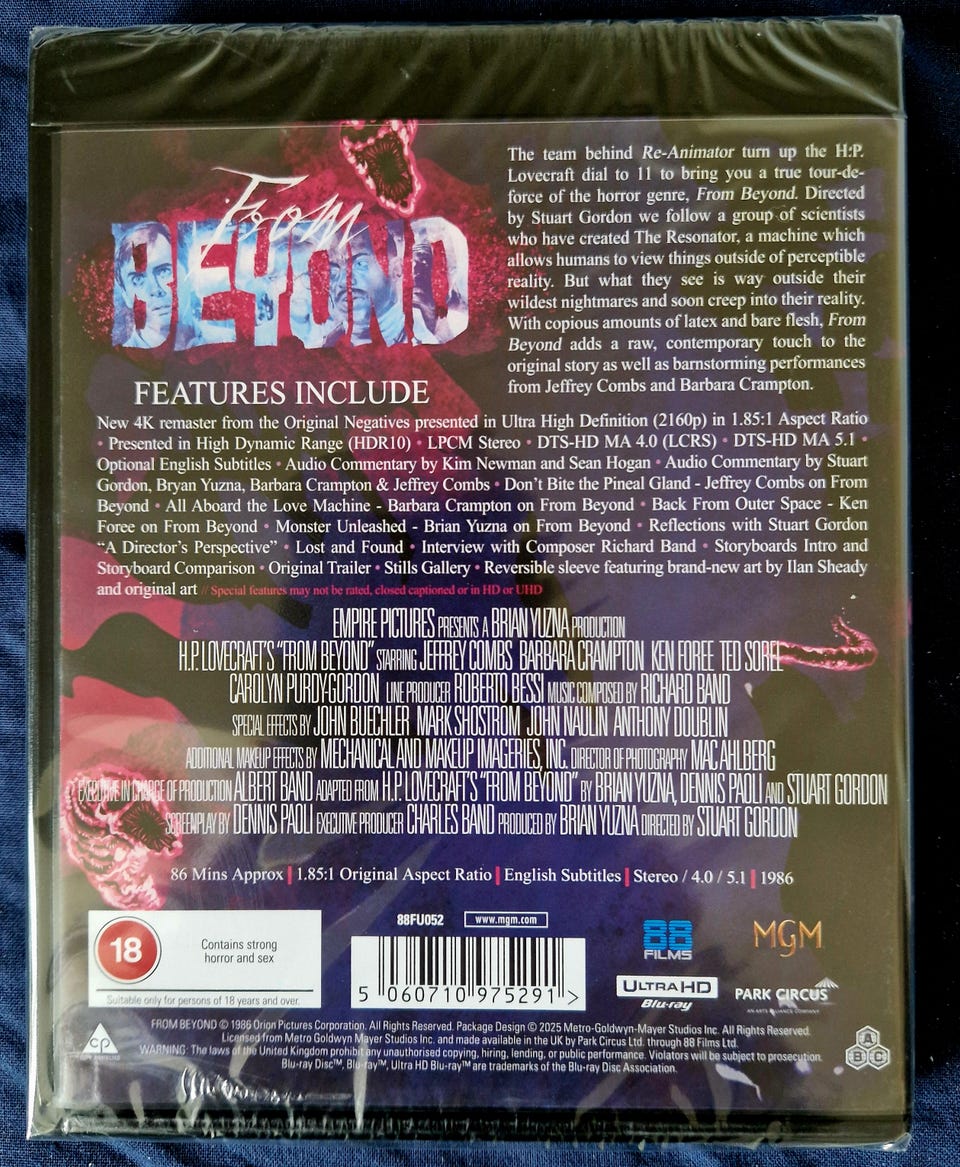 From
BEYOND
The team behind Re-Animator turn up the H.P.
Lovecraft dial to 11 to bring you a true tour-de-
force of the horror genre, From Beyond. Directed
by Stuart Gordon we follow a group of scientists
who have created The Resonator, a machine which
allows humans to view things outside of perceptible
reality. But what they see is way outside their
wildest nightmares and soon creep into their reality.
With copious amounts of latex and bare flesh, From
Beyond adds a raw, contemporary touch to the
original story as well as barnstorming performances
from Jeffrey Combs and Barbara Crampton.
FEATURES INCLUDE
New 4K remaster from the Original Negatives presented in Ultra High Definition (2160p) in 1.85:1 Aspect Ratio
• Presented in High Dynamic Range (HDR10) • LPCM Stereo • DTS-HD MA 4.0 (LCRS) • DTS-HD MA 5.1 •
Optional English Subtitles • Audio Commentary by Kim Newman and Sean Hogan • Audio Commentary by Stuart
Gordon, Bryan Yuzna, Barbara Crampton & Jeffrey Combs • Don't Bite the Pineal Gland - Jeffrey Combs on From
Beyond • All Aboard the Love Machine - Barbara Crampton on From Beyond • Back From Outer Space - Ken
Foree on From Beyond • Monster Unleashed - Brian Yuzna on From Beyond • Reflections with Stuart Gordon
“A Director's Perspective” • Lost and Found • Interview with Composer Richard Band • Storyboards Intro and
Storyboard Comparison • Original Trailer • Stills Gallery • Reversible sleeve featuring brand-new art by Ilan Sheady
and original art // Special features may not be rated, closed captioned or in HD or UHD
EMPIRE PICTURES PRESENTS A BRIAN YUZNA PRODUCTION
H.P. LOVECRAFT'S “FROM BEYOND” STARRING JEFFREY COMBS BARBARA CRAMPTON KEN FOREE TED SOREL
CAROLYN PURDY-GORDON LINE PRODUCER ROBERTO BESSI MUSIC COMPOSED BY RICHARD BAND
SPECIAL EFFECTS BY JOHN BUECHLER MARK SHOSTROM JOHN NAULIN ANTHONY DOUBLIN
ADDITIONAL MAKEUP EFFECTS BY MECHANICAL AND MAKEUP IMAGERIES, INC. DIRECTOR OF PHOTOGRAPHY MAC AHLBERG
EXECUTIVE IN CHARGE OF PRODUCTION ALBERT BAND ADAPTED FROM H.P. LOVECRAFT'S “FROM BEYOND” BY BRIAN YUZNA, DENNIS PAOLI AND STUART GORDON
SCREENPLAY BY DENNIS PAOLI EXECUTIVE PRODUCER CHARLES BAND PRODUCED BY BRIAN YUZNA DIRECTED BY STUART GORDON
86 Mins Approx | 1.85:1 Original Aspect Ratio | English Subtitles | Stereo / 4.0 / 5.1 | 1986
18
Contains strong
horror and sex
Suitable only for persons of 18 years and over.
88FU052
www.mgm.com
5 060710 975291 >
88
FILMS
MGM
ULTRA HD
Blu-ray
PARK CIRCUS
AN ARTS ALLIANCE COMPANY
cp
FROM BEYOND © 1986 Orion Pictures Corporation. All Rights Reserved. Package Design © 2025 Metro-Goldwyn-Mayer Studios Inc. All Rights Reserved.
Licensed from Metro Goldwyn Mayer Studios Inc. and made available in the UK by Park Circus Ltd. through 88 Films Ltd.
WARNING: The laws of the United Kingdom prohibit any unauthorised copying, hiring, lending, or public performance. Violators will be subject to prosecution.
Blu-ray Disc™, Blu-ray™, Ultra HD Blu-ray™ are trademarks of the Blu-ray Disc Association.
A
B C